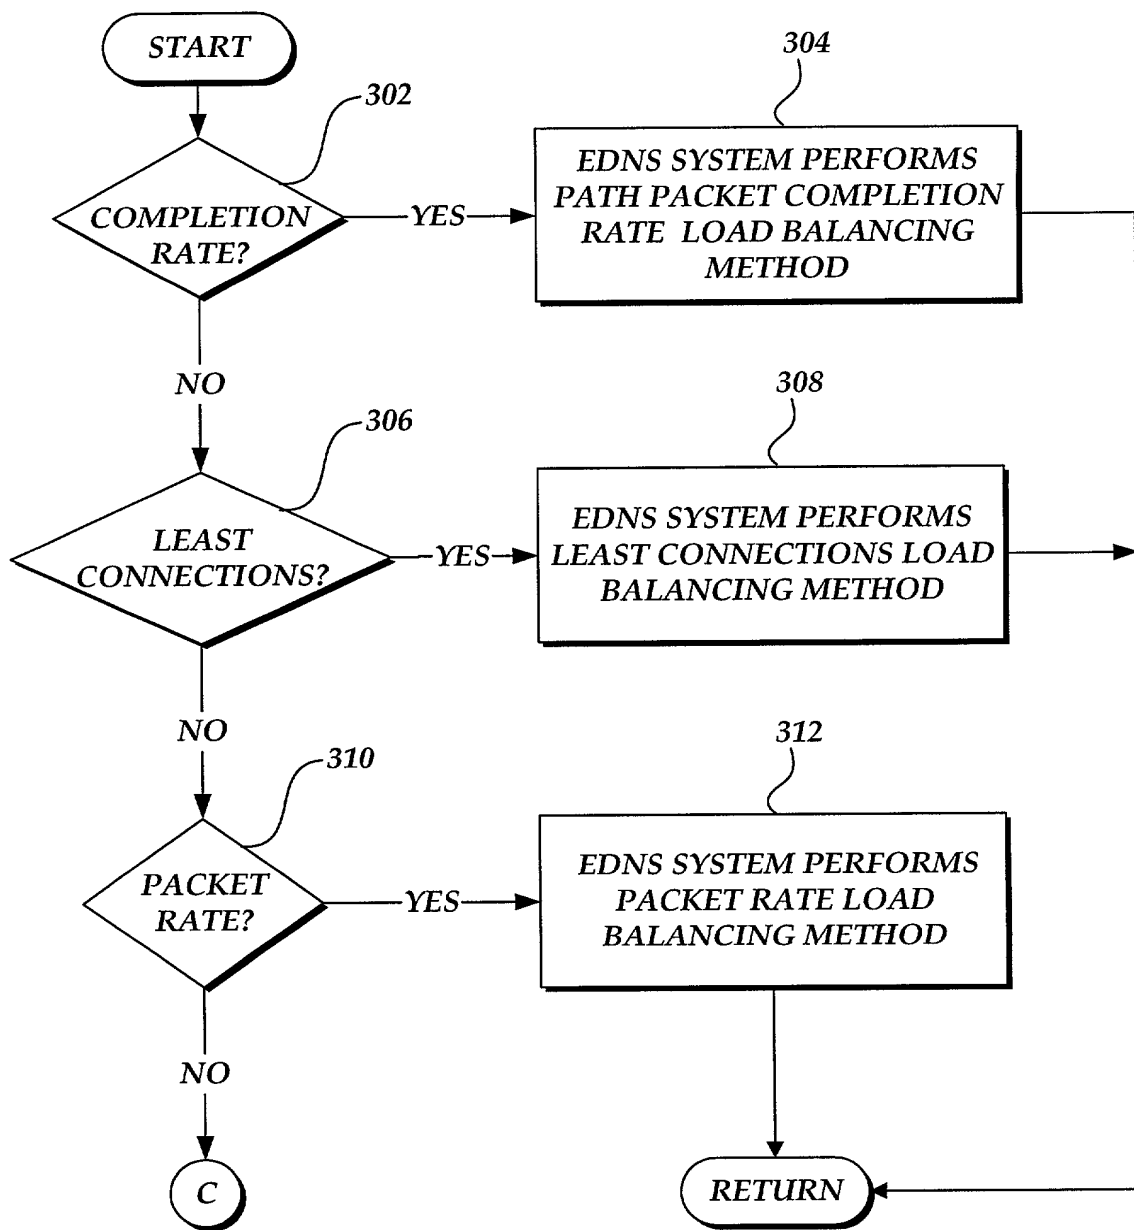 START
302
COMPLETION
RATE?
YES
304
EDNS SYSTEM PERFORMS
PATH PACKET COMPLETION
RATE LOAD BALANCING
METHOD
NO
306
LEAST
CONNECTIONS?
YES
308
EDNS SYSTEM PERFORMS
LEAST CONNECTIONS LOAD
BALANCING METHOD
NO
310
PACKET
RATE?
YES
312
EDNS SYSTEM PERFORMS
PACKET RATE LOAD
BALANCING METHOD
NO
C
RETURN